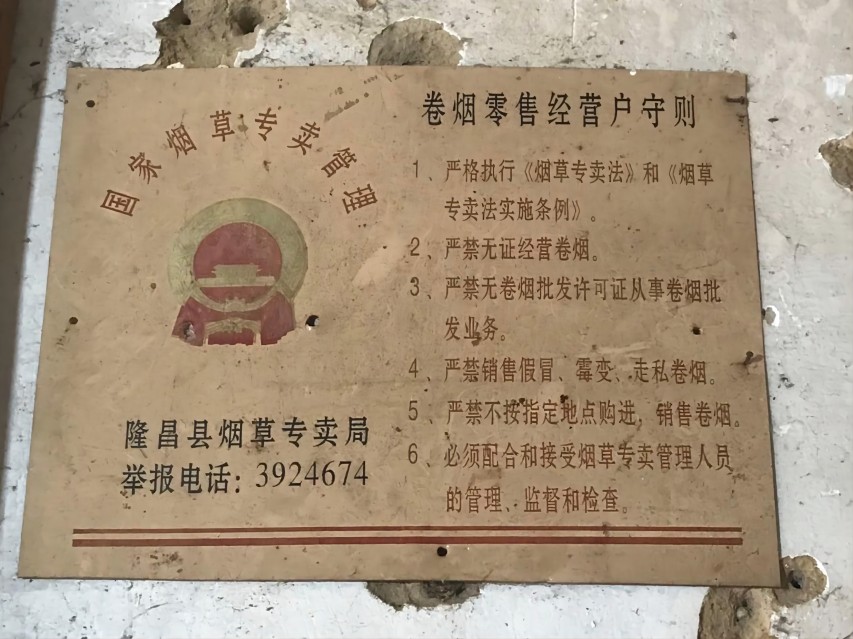 国家烟草专卖管理
隆昌县烟草专卖局
举报电话：3924674
卷烟零售经营户守则
1、严格执行《烟草专卖法》和《烟草
专卖法实施条例》。
2、严禁无证经营卷烟。
3、严禁无卷烟批发许可证从事卷烟批
发业务。
4、严禁销售假冒、霉变、走私卷烟。
5、严禁不按指定地点购进，销售卷烟。
6、必须配合和接受烟草专卖管理人员
的管理、监督和检查。